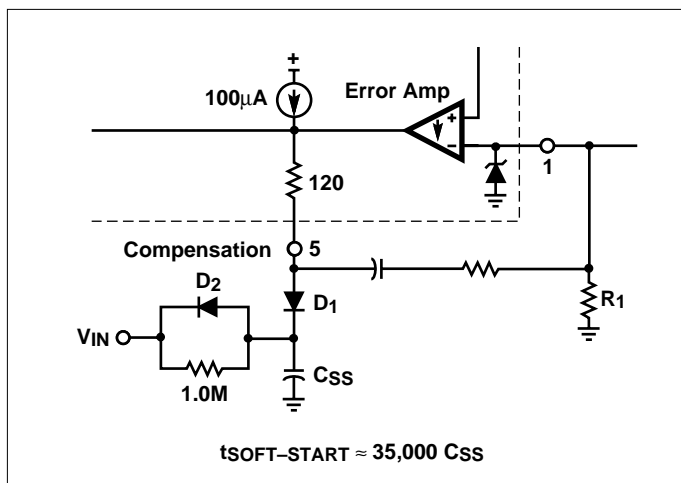 +
100µA
Error Amp
+
−
1
120
Compensation
5
D2
D1
R1
VIN
CSS
1.0M
tSOFT–START ≈ 35,000 CSS